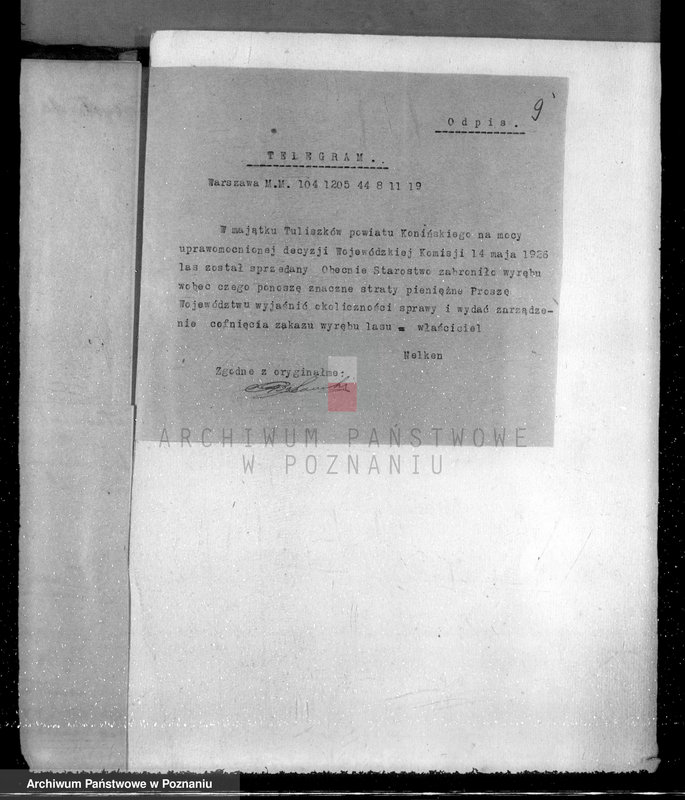 9
Odpis.
TELEGRAM..
Warszawa M.M. 104 1205 44 8 11 19
W majątku Tuliszków powiatu Konińskiego na mocy
uprawomocnionej decyzji Wojewódzkiej Komisji 14 maja 1926
las został sprzedany Obecnie Starostwo zabroniło wyrębu
wobec czego ponoszę znaczne straty pieniężne Proszę
Województwu wyjaśnić okoliczności sprawy i wydać zarządze-
nie cofnięcia zakazu wyrębu lasu = właściciel
Nelken
Zgodne z oryginałme:
ARCHIWUM PAŃSTWOWE
W POZNANIU
Archiwum Państwowe w Poznaniu